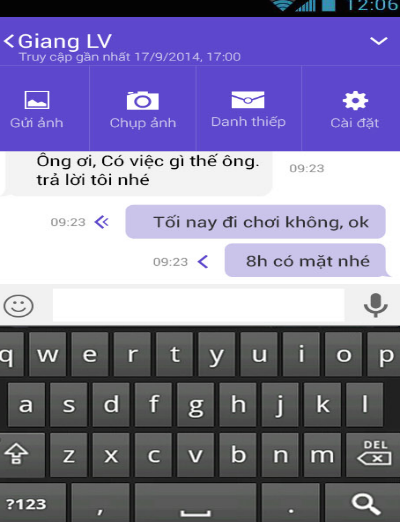 12:06
Giang LV
Truy cập gần nhất 17/9/2014, 17:00
Gửi ảnh
Chụp ảnh
Danh thiếp
Cài đặt
Ông ơi, Có việc gì thế ông.
trả lời tôi nhé
09:23
09:23
Tối nay đi chơi không, ok
09:23
8h có mặt nhé
q w e r t y u i o p
a s d f g h j k l
z x c v b n m DEL
?123 , .